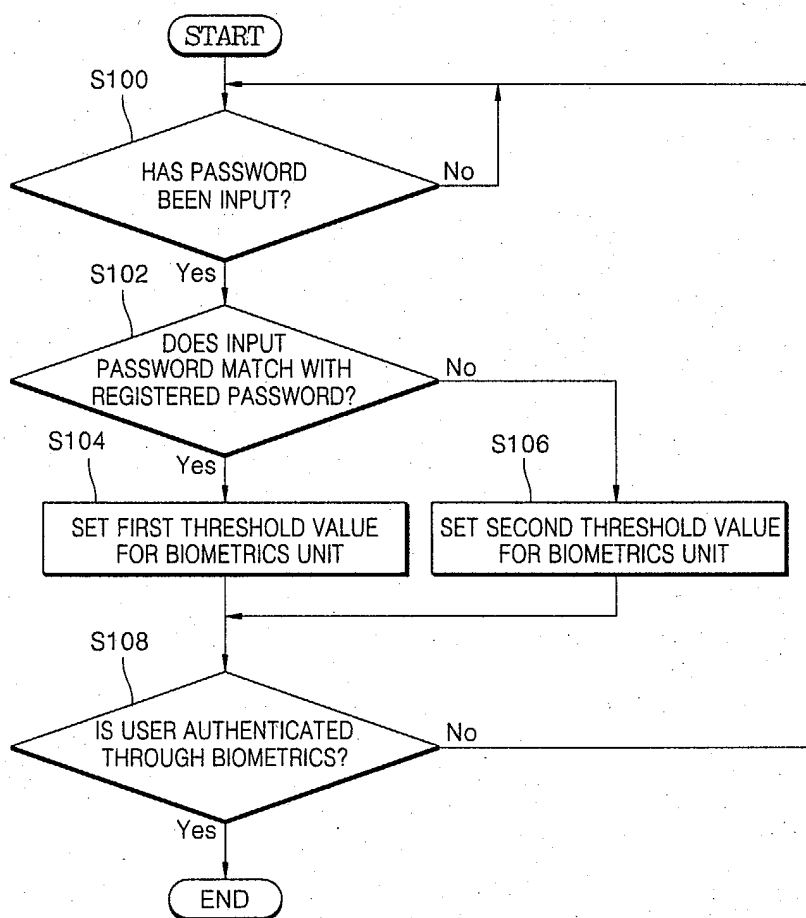 START
S100
HAS PASSWORD
BEEN INPUT?
No
Yes
S102
DOES INPUT
PASSWORD MATCH WITH
REGISTERED PASSWORD?
No
Yes
S104
S106
SET FIRST THRESHOLD VALUE
FOR BIOMETRICS UNIT
SET SECOND THRESHOLD VALUE
FOR BIOMETRICS UNIT
S108
IS USER AUTHENTICATED
THROUGH BIOMETRICS?
No
Yes
END